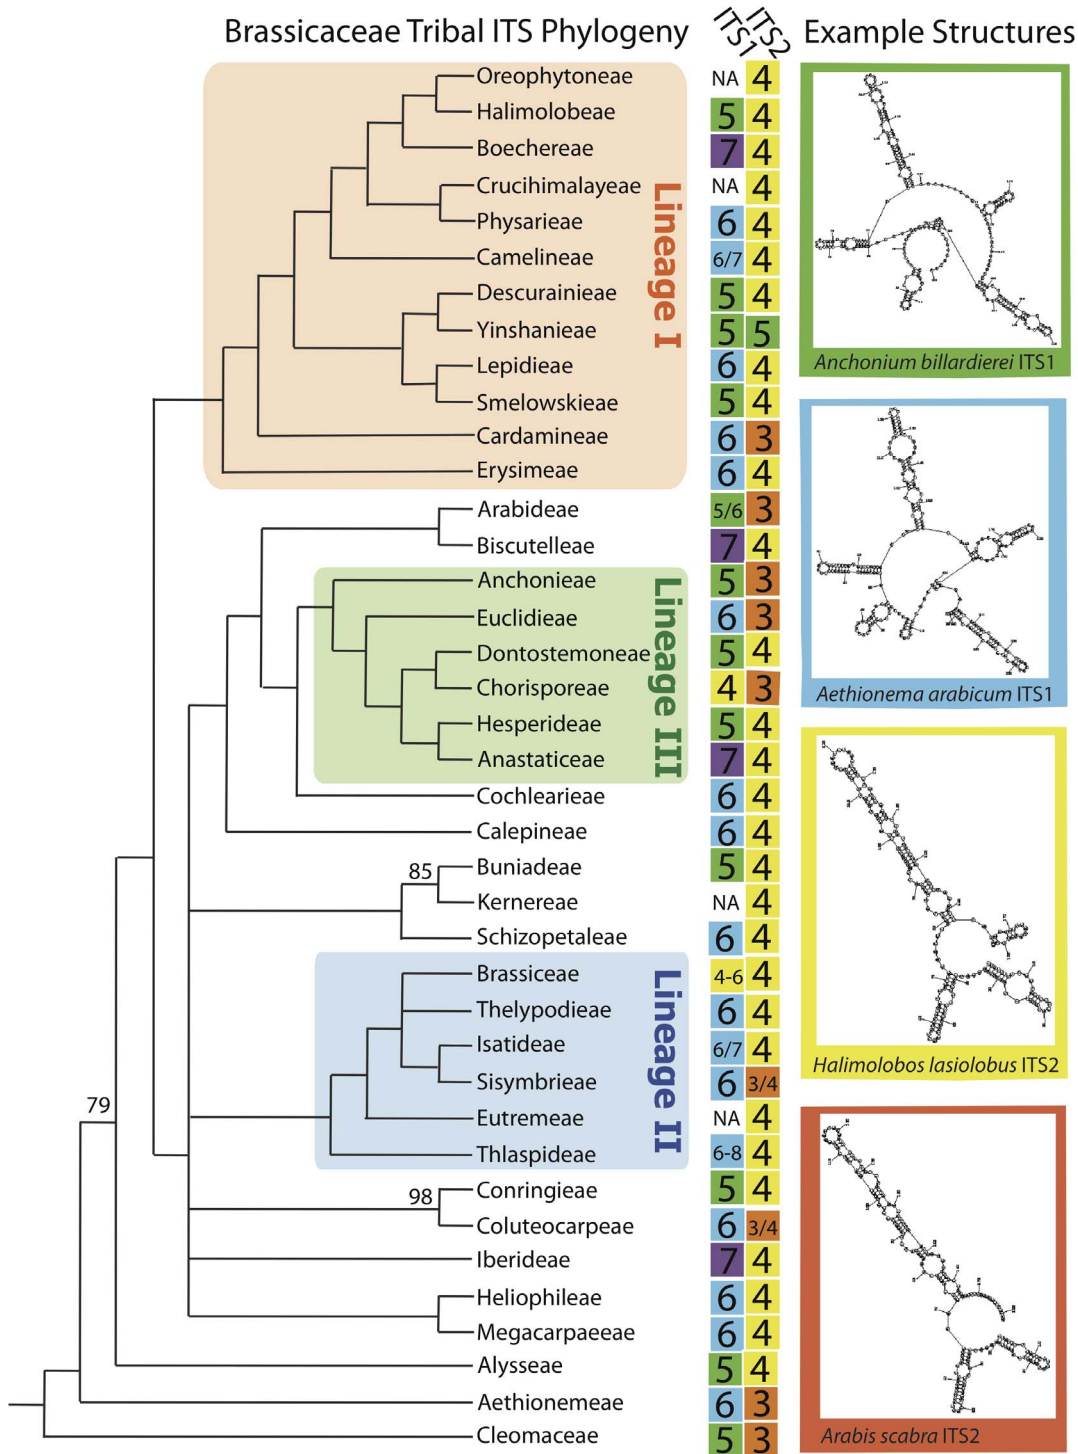 Brassicaceae Tribal ITS Phylogeny
ITS1
ITS2
Example Structures
Oreophytoneae NA 4
Halimolobeae 5 4
Boechereae 7 4
Crucihimalayeae NA 4
Physarieae 6 4
Camelineae 6/7 4
Descurainieae 5 4
Yinshanieae 5 5
Lepidieae 6 4
Smelowskieae 5 4
Cardamineae 6 3
Erysimeae 6 4
Lineage I
Arabideae 5/6 3
Biscutelleae 7 4
Anchonieae 5 3
Euclidieae 6 3
Dontostemoneae 5 4
Chorisporeae 4 3
Hesperideae 5 4
Anastaticeae 7 4
Lineage III
Cochlearieae 6 4
Calepineae 6 4
85
Buniadeae 5 4
Kernereae NA 4
Schizopetaleae 6 4
Brassiceae 4-6 4
Thelypodieae 6 4
Isatideae 6/7 4
Sisymbrieae 6 3/4
Eutremeae NA 4
Thlaspideae 6-8 4
Lineage II
79
98
Conringieae 5 4
Coluteocarpeae 6 3/4
Iberideae 7 4
Heliophileae 6 4
Megacarpaeeae 6 4
Alysseae 5 4
Aethionemeae 6 3
Cleomaceae 5 3
Anchonium billardierei ITS1
Aethionema arabicum ITS1
Halimolobos lasiolobus ITS2
Arabis scabra ITS2